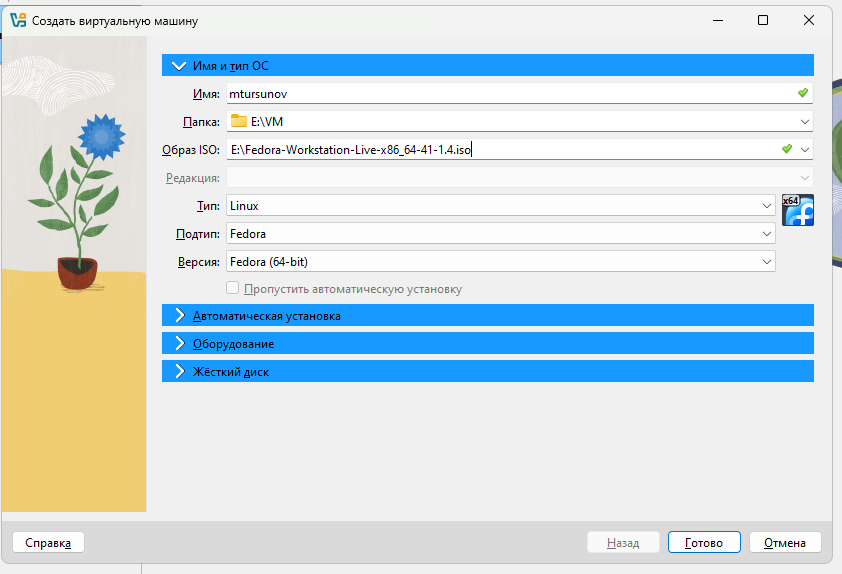 Создать виртуальную машину
Имя и тип ОС
Имя: mtursunov
Папка: E:\VM
Образ ISO: E:\Fedora-Workstation-Live-x86_64-41-1.4.iso
Редакция:
Тип: Linux
x64
Подтип: Fedora
Версия: Fedora (64-bit)
Пропустить автоматическую установку
Автоматическая установка
Оборудование
Жёсткий диск
Справка Назад Готово Отмена